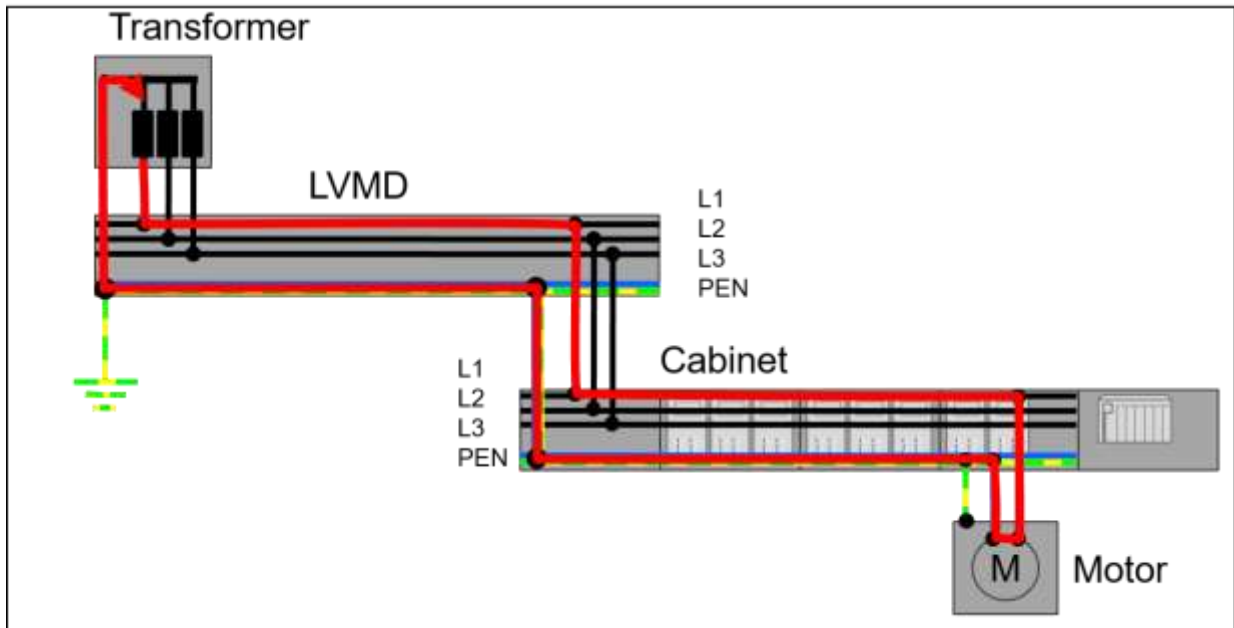 Transformer
LVMD
L1
L2
L3
PEN
Cabinet
L1
L2
L3
PEN
M
Motor